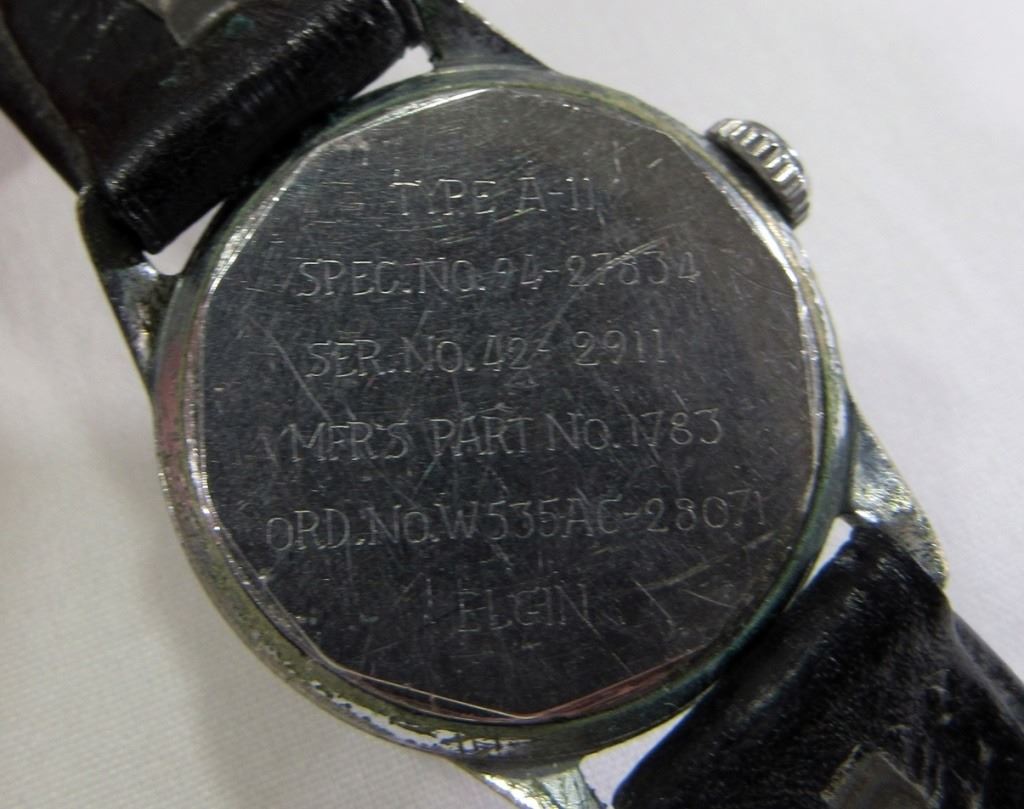 TYPE A-11
SPEC. NO. 94-27834
SER. NO. 42- 2911
MFR'S PART NO. 1783
ORD. NO. W535AC-28071
ELGIN